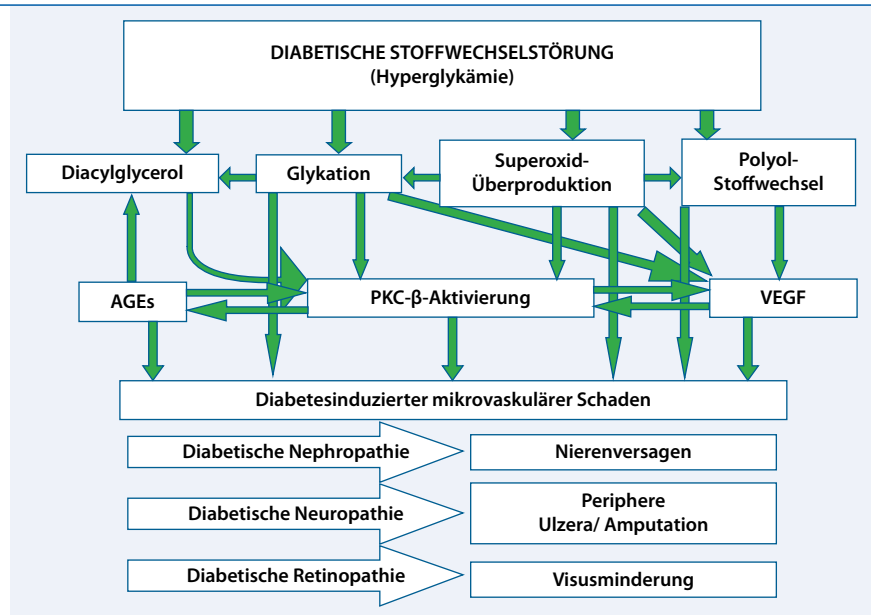 DIABETISCHE STOFFWECHSELSTÖRUNG
(Hyperglykämie)
Diacylglycerol
Glykation
Superoxid-
Überproduktion
Polyol-
Stoffwechsel
AGEs
PKC-β-Aktivierung
VEGF
Diabetesinduzierter mikrovaskulärer Schaden
Diabetische Nephropathie
Nierenversagen
Diabetische Neuropathie
Periphere
Ulzera/ Amputation
Diabetische Retinopathie
Visusminderung